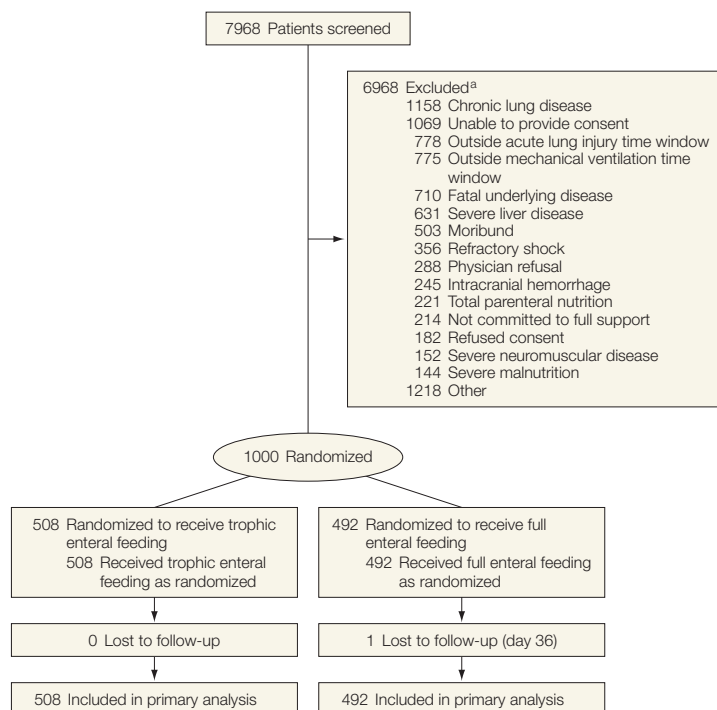 7968 Patients screened
6968 Excludedª
1158 Chronic lung disease
1069 Unable to provide consent
778 Outside acute lung injury time window
775 Outside mechanical ventilation time
window
710 Fatal underlying disease
631 Severe liver disease
503 Moribund
356 Refractory shock
288 Physician refusal
245 Intracranial hemorrhage
221 Total parenteral nutrition
214 Not committed to full support
182 Refused consent
152 Severe neuromuscular disease
144 Severe malnutrition
1218 Other
1000 Randomized
508 Randomized to receive trophic
enteral feeding
508 Received trophic enteral
feeding as randomized
492 Randomized to receive full
enteral feeding
492 Received full enteral feeding
as randomized
0 Lost to follow-up
1 Lost to follow-up (day 36)
508 Included in primary analysis
492 Included in primary analysis